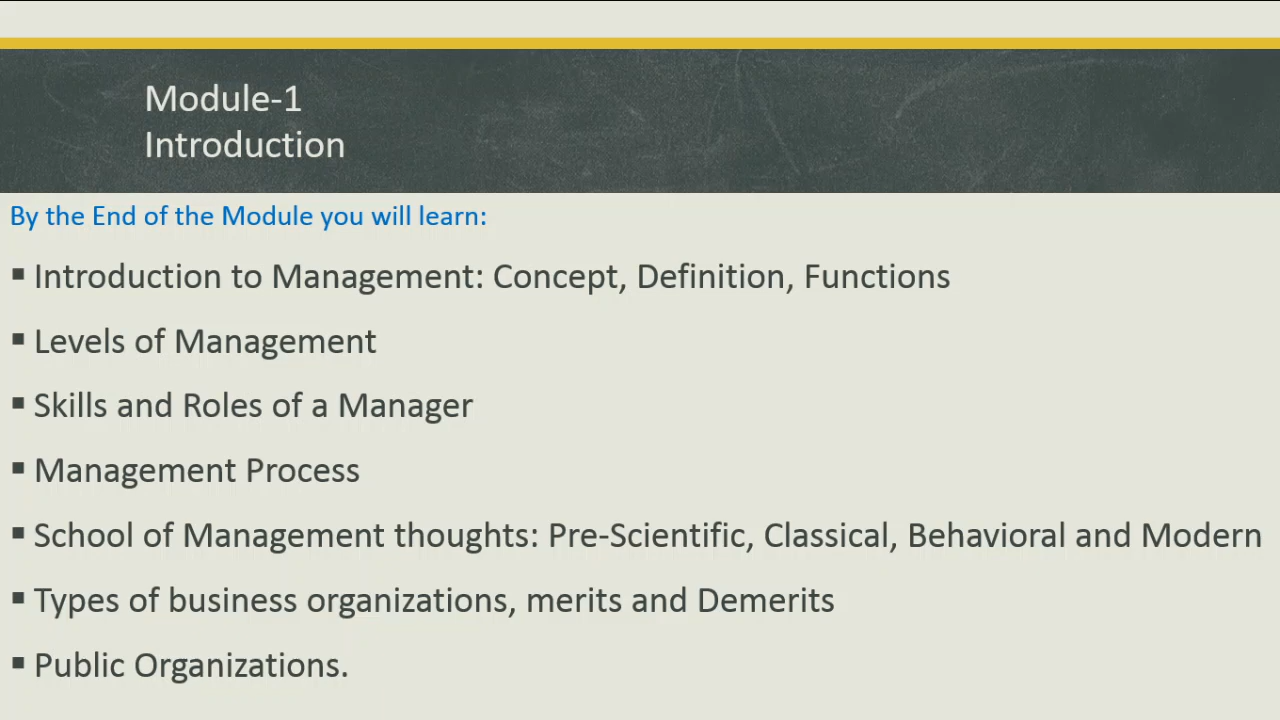 Module-1
Introduction
By the End of the Module you will learn:
▪ Introduction to Management: Concept, Definition, Functions
▪ Levels of Management
▪ Skills and Roles of a Manager
▪ Management Process
▪ School of Management thoughts: Pre-Scientific, Classical, Behavioral and Modern
▪ Types of business organizations, merits and Demerits
▪ Public Organizations.